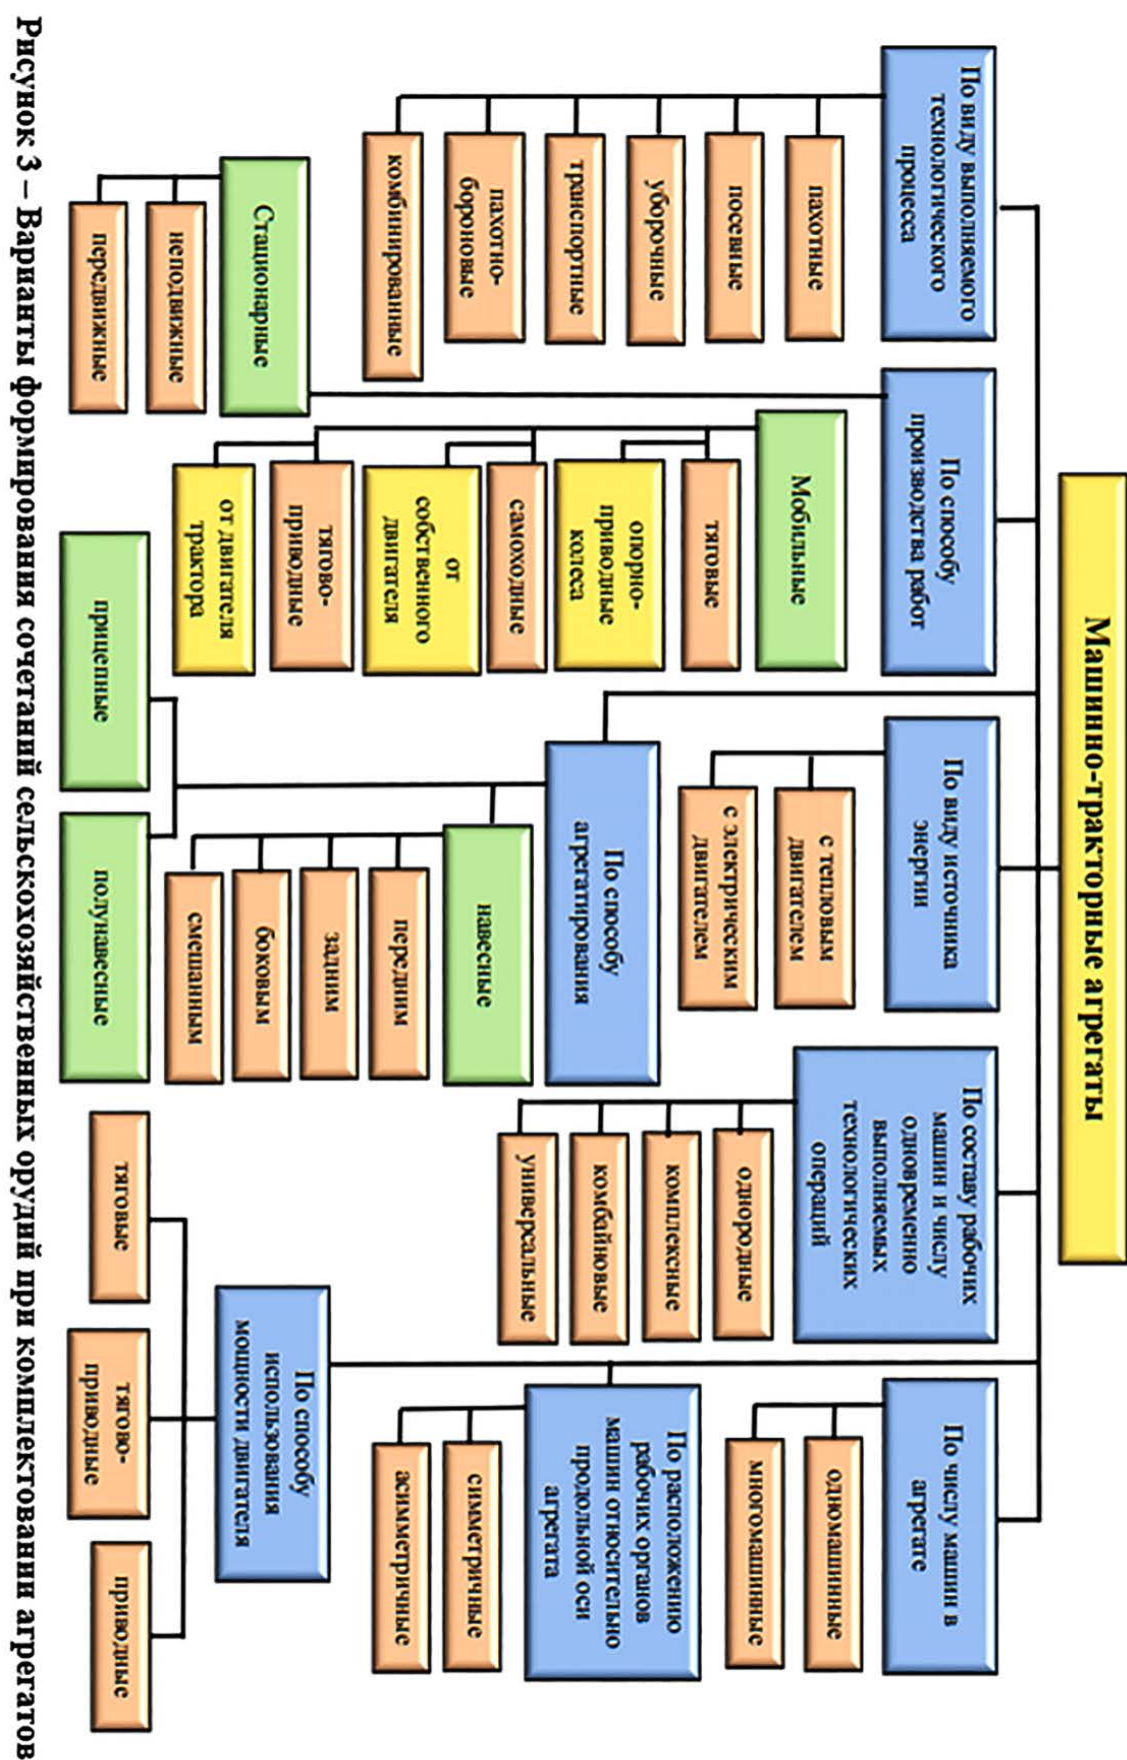 Машинно-тракторные агрегаты
По виду выполняемого
технологического
процесса
пахотные
посевные
уборочные
транспортные
пахотно-
бороновые
комбинированные
По способу
производства работ
Стационарные
неподвижные
передвижные
Мобильные
тяговые
опорно-
приводные
колеса
самоходные
от
собственного
двигателя
тягово-
приводные
от двигателя
трактора
По виду источника
энергии
с тепловым
двигателем
с электрическим
двигателем
По способу
агрегатирования
навесные
передним
задним
боковым
смешанным
прицепные
полунавесные
По составу рабочих
машин и числу
одновременно
выполняемых
технологических
операций
однородные
комплексные
комбайновые
универсальные
По числу машин в
агрегате
одномашинные
многомашинные
По расположению
рабочих органов
машин относительно
продольной оси
агрегата
симметричные
асимметричные
По способу
использования
мощности двигателя
тяговые
тягово-
приводные
приводные
Рисунок 3 – Варианты формирования сочетаний сельскохозяйственных орудий при комплектовании агрегатов